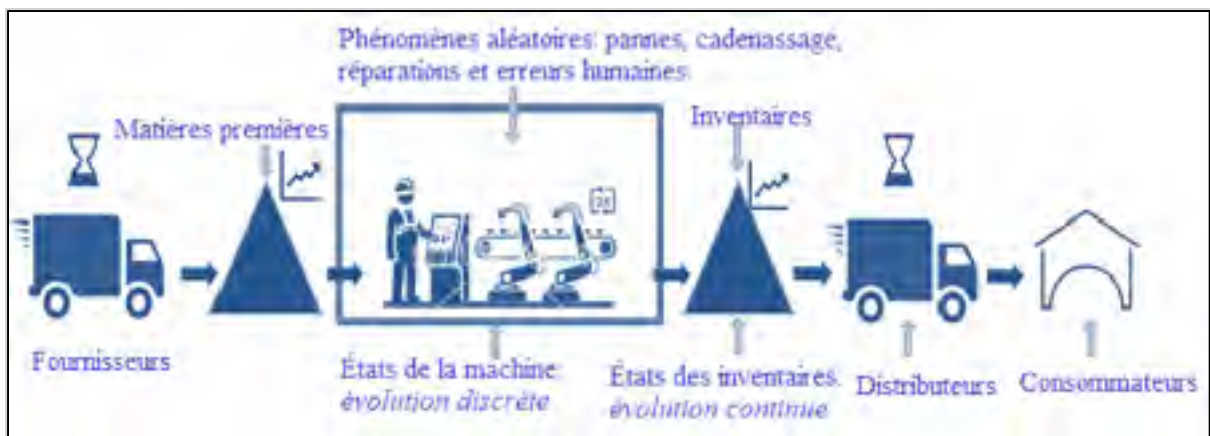 Phénomènes aléatoires: pannes, cadenassage,
réparations et erreurs humaines.
Matières premières
Inventaires
Fournisseurs
États de la machine:
évolution discrète
États des inventaires:
évolution continue
Distributeurs
Consommateurs